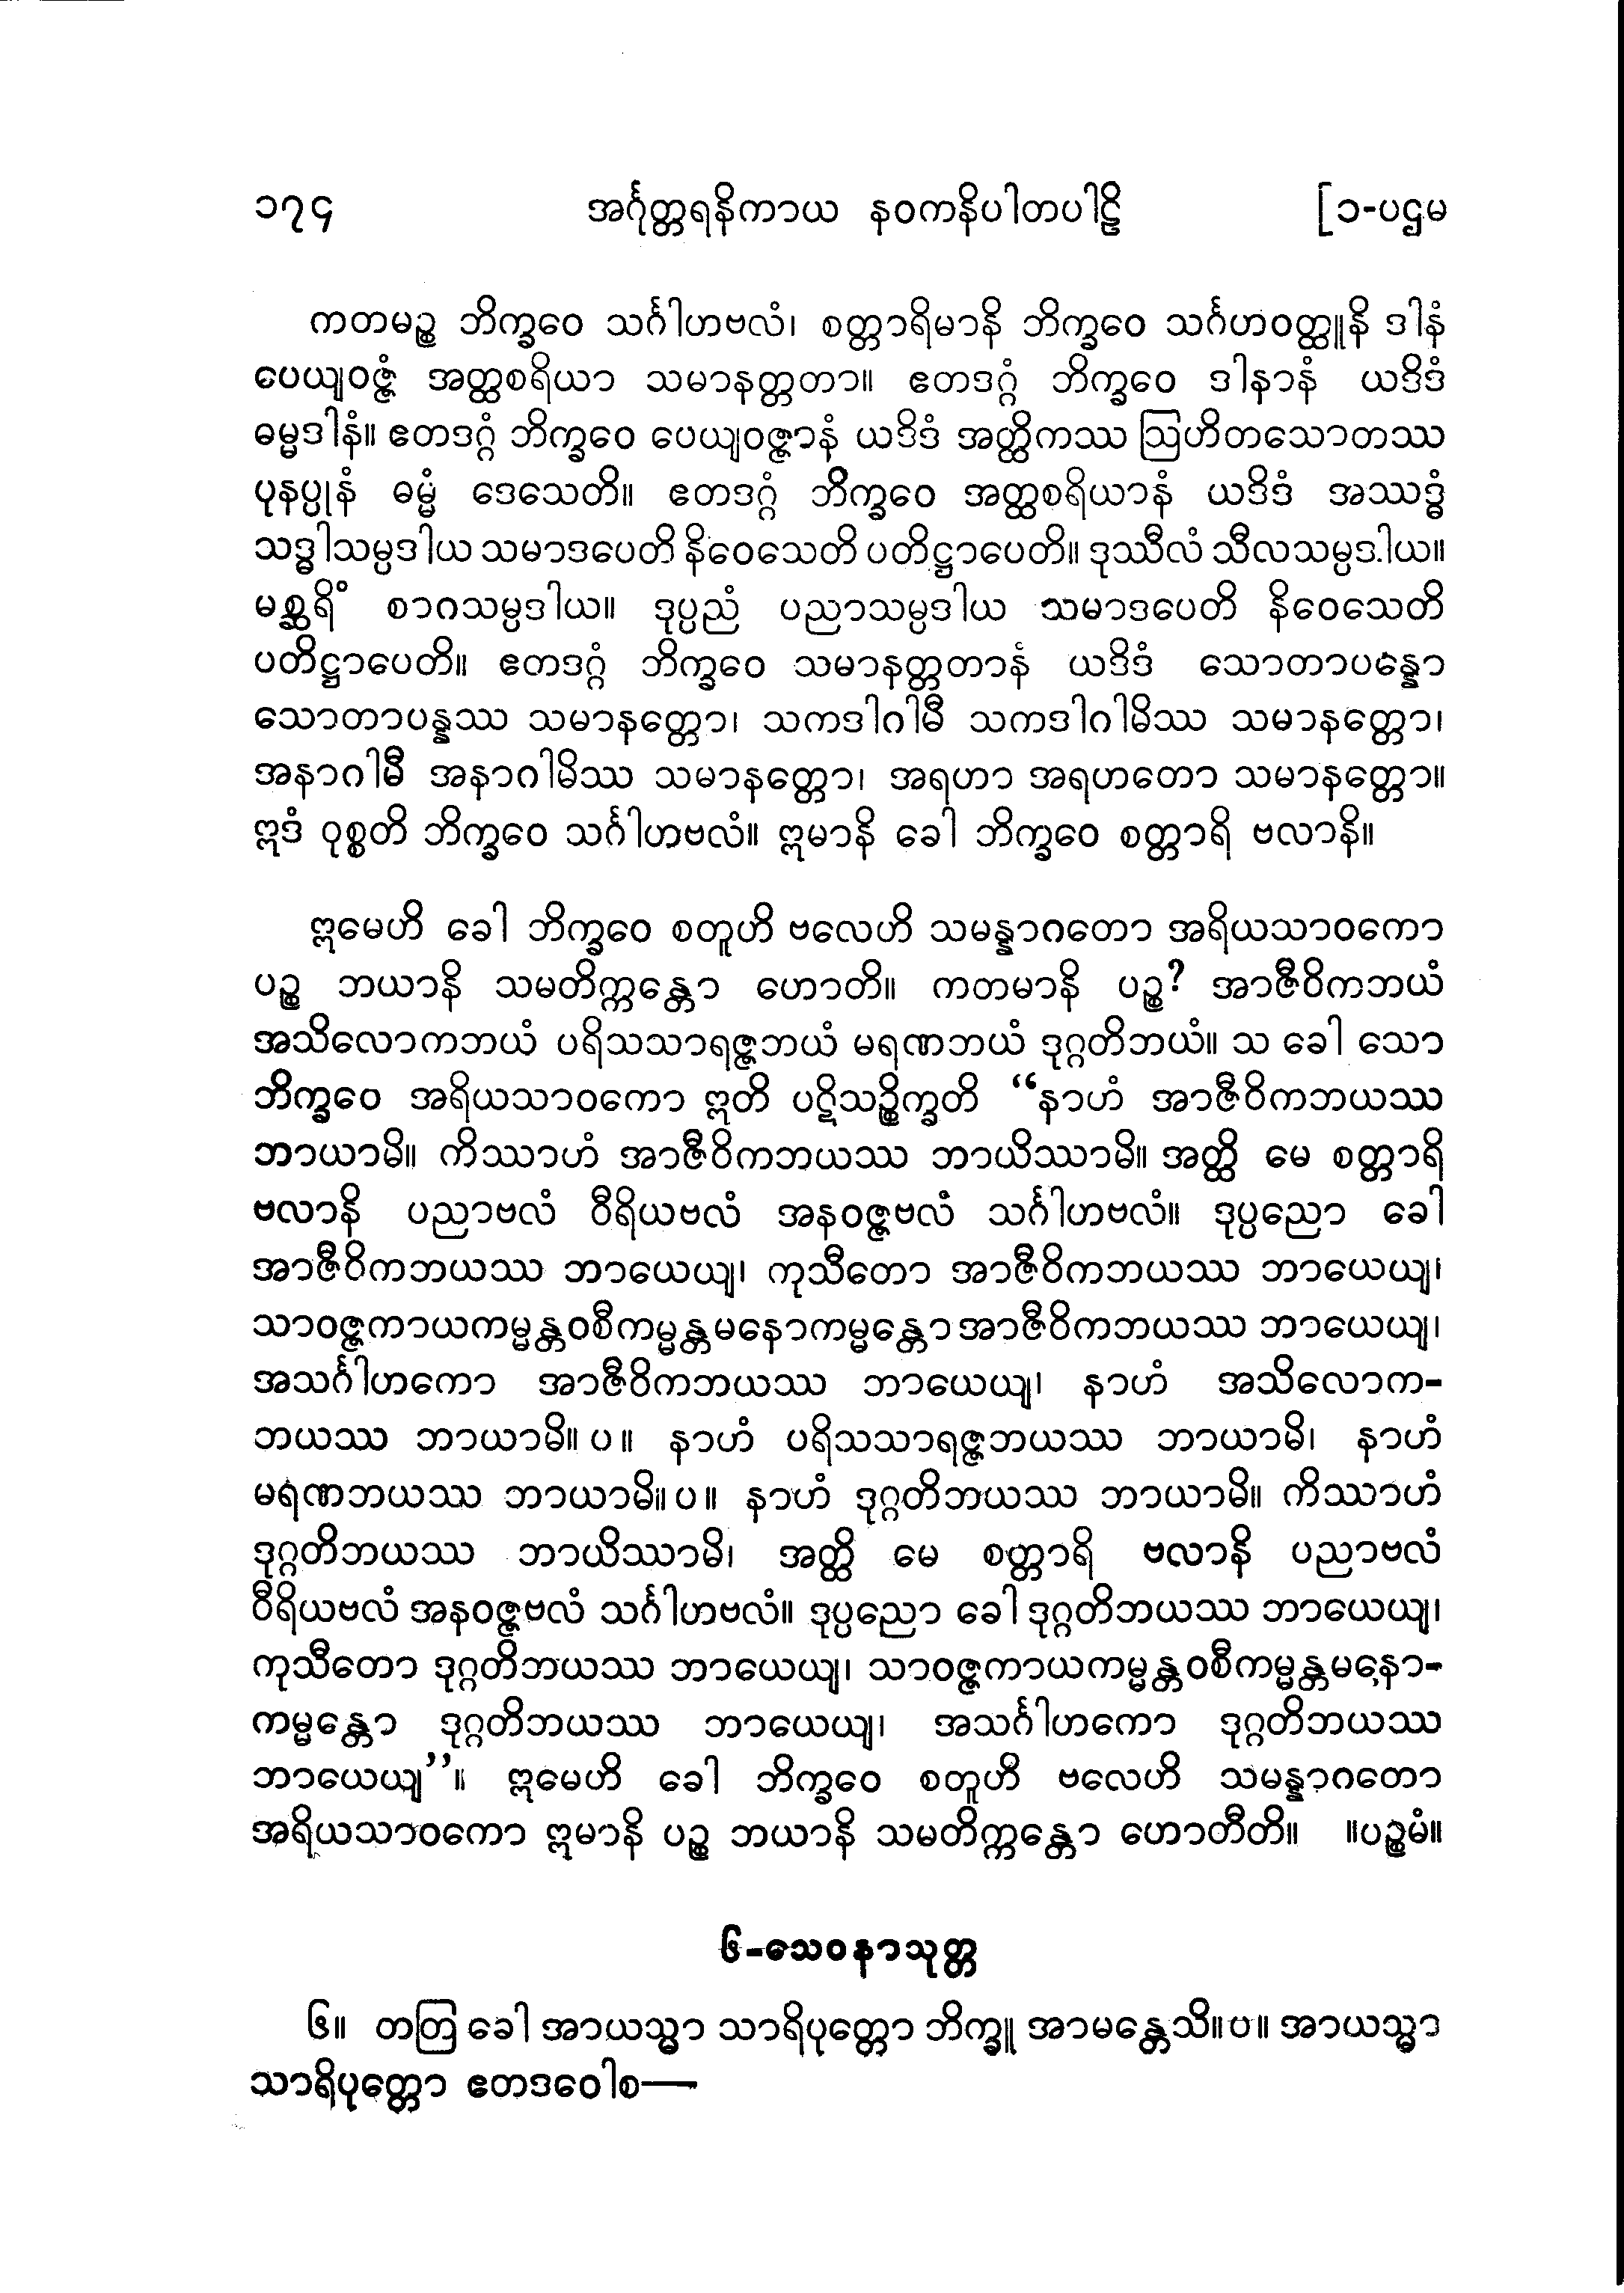 ၁၇၄ အင်္ဂုတ္တရနိကာယ နဝကနိပါတပါဠိ [၁-ပဌမ
ကတမဉ္စ ဘိက္ခဝေ သင်္ဂါဟဗလံ၊ စတ္တာရိမာနိ ဘိက္ခဝေ သင်္ဂဟဝတ္ထူနိ ဒါနံ
ပေယျဝဇ္ဇံ အတ္ထစရိယာ သမာနတ္တတာ။ ဧတဒဂ္ဂံ ဘိက္ခဝေ ဒါနာနံ ယဒိဒံ
ဓမ္မဒါနံ။ ဧတဒဂ္ဂံ ဘိက္ခဝေ ပေယျဝဇ္ဇာနံ ယဒိဒံ အတ္ထိကဿ ဩဟိတသောတဿ
ပုနပ္ပုနံ ဓမ္မံ ဒေသေတိ။ ဧတဒဂ္ဂံ ဘိက္ခဝေ အတ္ထစရိယာနံ ယဒိဒံ အဿဒ္ဓံ
သဒ္ဓါသမ္ပဒါယ သမာဒပေတိ နိဝေသေတိ ပတိဋ္ဌာပေတိ။ ဒုဿီလံ သီလသမ္ပဒါယ။
မစ္ဆရိံ စာဂသမ္ပဒါယ။ ဒုပ္ပညံ ပညာသမ္ပဒါယ သမာဒပေတိ နိဝေသေတိ
ပတိဋ္ဌာပေတိ။ ဧတဒဂ္ဂံ ဘိက္ခဝေ သမာနတ္တတာနံ ယဒိဒံ သောတာပန္နော
သောတာပန္နဿ သမာနတ္တော၊ သကဒါဂါမီ သကဒါဂါမိဿ သမာနတ္တော၊
အနာဂါမီ အနာဂါမိဿ သမာနတ္တော၊ အရဟာ အရဟတော သမာနတ္တော။
ဣဒံ ဝုစ္စတိ ဘိက္ခဝေ သင်္ဂါဟဗလံ။ ဣမာနိ ခေါ ဘိက္ခဝေ စတ္တာရိ ဗလာနိ။
ဣမေဟိ ခေါ ဘိက္ခဝေ စတူဟိ ဗလေဟိ သမန္နာဂတော အရိယသာဝကော
ပဉ္စ ဘယာနိ သမတိက္ကန္တော ဟောတိ။ ကတမာနိ ပဉ္စ? အာဇီဝိကဘယံ
အသိလောကဘယံ ပရိသသာရဇ္ဇဘယံ မရဏဘယံ ဒုဂ္ဂတိဘယံ။ သ ခေါ သော
ဘိက္ခဝေ အရိယသာဝကော ဣတိ ပဋိသဉ္စိက္ခတိ “နာဟံ အာဇီဝိကဘယဿ
ဘာယာမိ။ ကိဿာဟံ အာဇီဝိကဘယဿ ဘာယိဿာမိ။ အတ္ထိ မေ စတ္တာရိ
ဗလာနိ ပညာဗလံ ဝီရိယဗလံ အနဝဇ္ဇဗလံ သင်္ဂါဟဗလံ။ ဒုပ္ပညော ခေါ
အာဇီဝိကဘယဿ ဘာယေယျ၊ ကုသီတော အာဇီဝိကဘယဿ ဘာယေယျ၊
သာဝဇ္ဇကာယကမ္မန္တဝစီကမ္မန္တမနောကမ္မန္တော အာဇီဝိကဘယဿ ဘာယေယျ၊
အသင်္ဂါဟကော အာဇီဝိကဘယဿ ဘာယေယျ၊ နာဟံ အသိလောက-
ဘယဿ ဘာယာမိ။ ပ ။ နာဟံ ပရိသသာရဇ္ဇဘယဿ ဘာယာမိ၊ နာဟံ
မရဏဘယဿ ဘာယာမိ။ ပ ။ နာဟံ ဒုဂ္ဂတိဘယဿ ဘာယာမိ။ ကိဿာဟံ
ဒုဂ္ဂတိဘယဿ ဘာယိဿာမိ၊ အတ္ထိ မေ စတ္တာရိ ဗလာနိ ပညာဗလံ
ဝီရိယဗလံ အနဝဇ္ဇဗလံ သင်္ဂါဟဗလံ။ ဒုပ္ပညော ခေါ ဒုဂ္ဂတိဘယဿ ဘာယေယျ၊
ကုသီတော ဒုဂ္ဂတိဘယဿ ဘာယေယျ၊ သာဝဇ္ဇကာယကမ္မန္တဝစီကမ္မန္တမနော-
ကမ္မန္တော ဒုဂ္ဂတိဘယဿ ဘာယေယျ၊ အသင်္ဂါဟကော ဒုဂ္ဂတိဘယဿ
ဘာယေယျ”။ ဣမေဟိ ခေါ ဘိက္ခဝေ စတူဟိ ဗလေဟိ သမန္နာဂတော
အရိယသာဝကော ဣမာနိ ပဉ္စ ဘယာနိ သမတိက္ကန္တော ဟောတီတိ။ ။ပဉ္စမံ။
၆-သေဝနာသုတ္တ
၆။ တတြ ခေါ အာယသ္မာ သာရိပုတ္တော ဘိက္ခူ အာမန္တေသိ။ ပ ။ အာယသ္မာ
သာရိပုတ္တော ဧတဒဝေါစ—